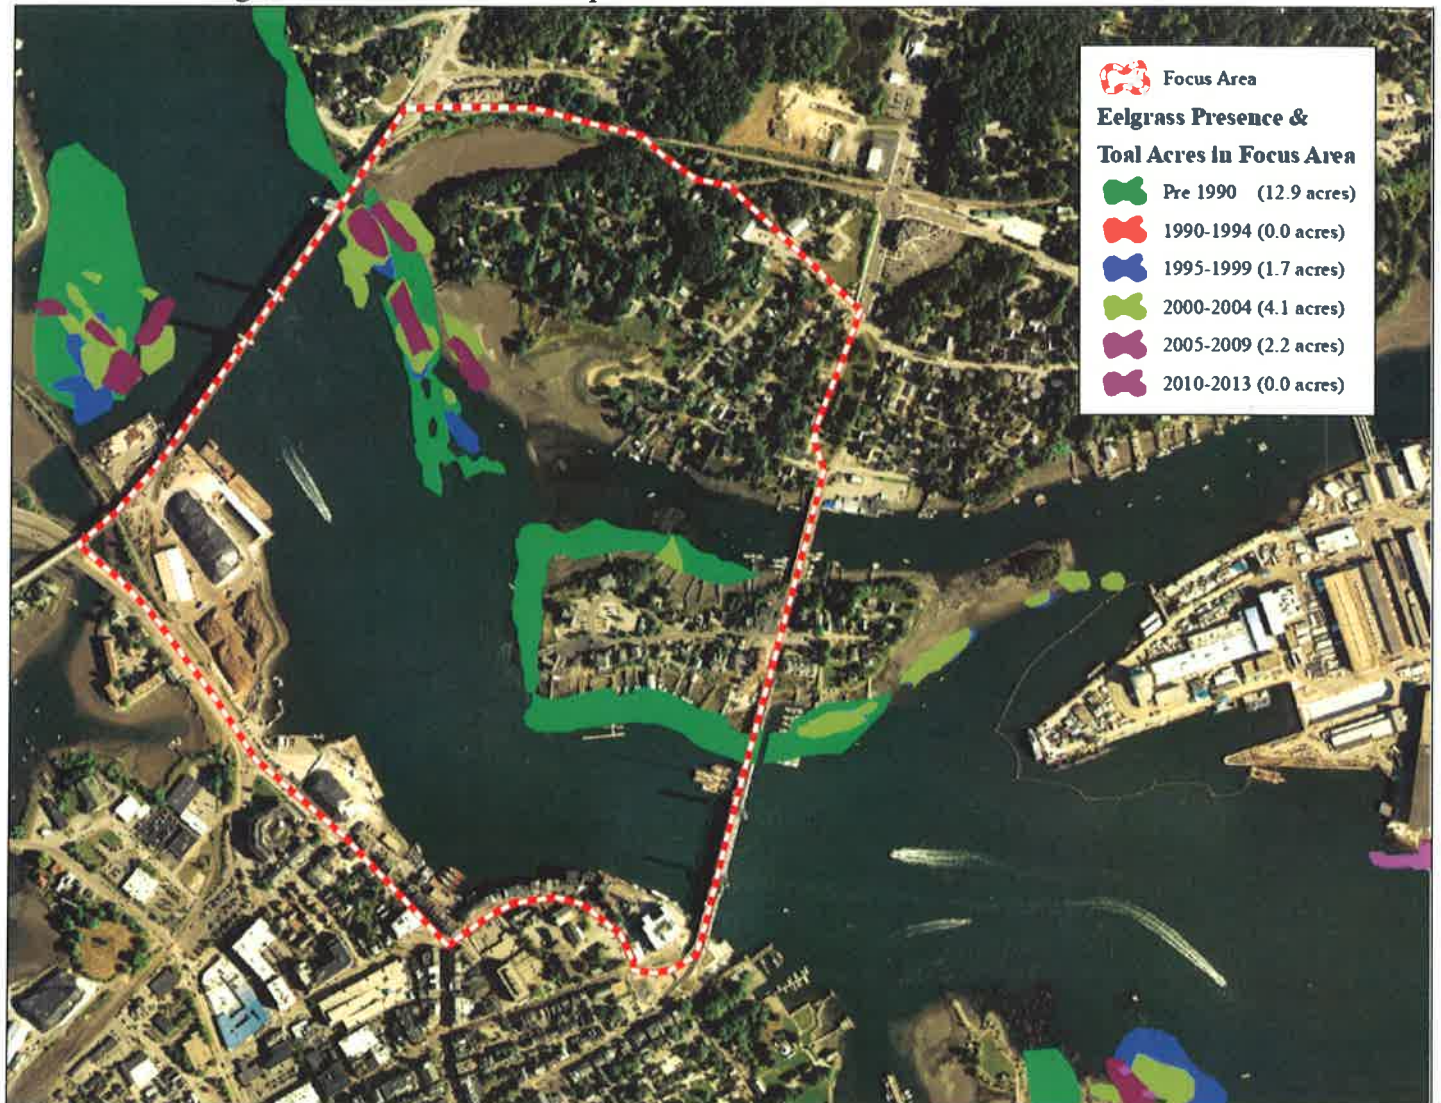 Focus Area
Eelgrass Presence &
Toal Acres in Focus Area
Pre 1990 (12.9 acres)
1990-1994 (0.0 acres)
1995-1999 (1.7 acres)
2000-2004 (4.1 acres)
2005-2009 (2.2 acres)
2010-2013 (0.0 acres)